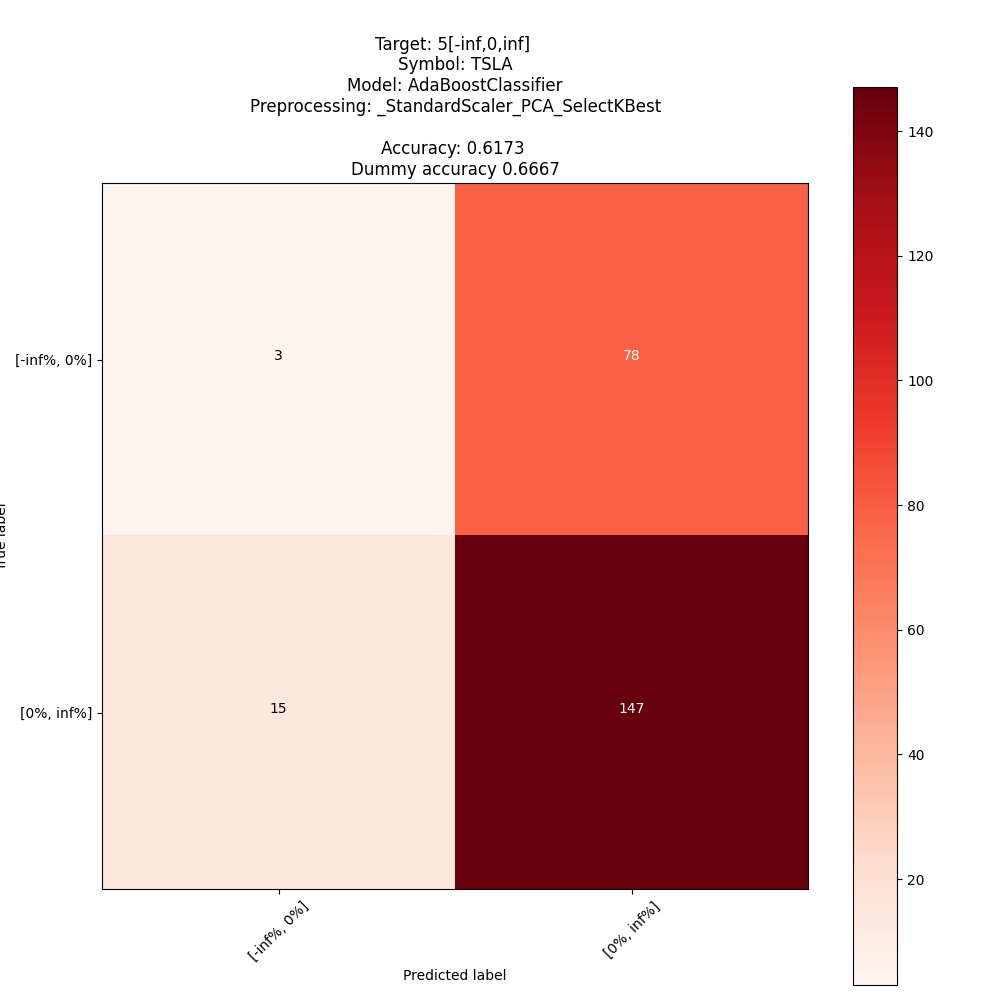 Target: 5[-inf,0,inf]
Symbol: TSLA
Model: AdaBoostClassifier
Preprocessing: _StandardScaler_PCA_SelectKBest
Accuracy: 0.6173
Dummy accuracy 0.6667
[-inf%, 0%]
3
78
[0%, inf%]
15
147
[-inf%, 0%]
[0%, inf%]
Predicted label
140
120
100
80
60
40
20